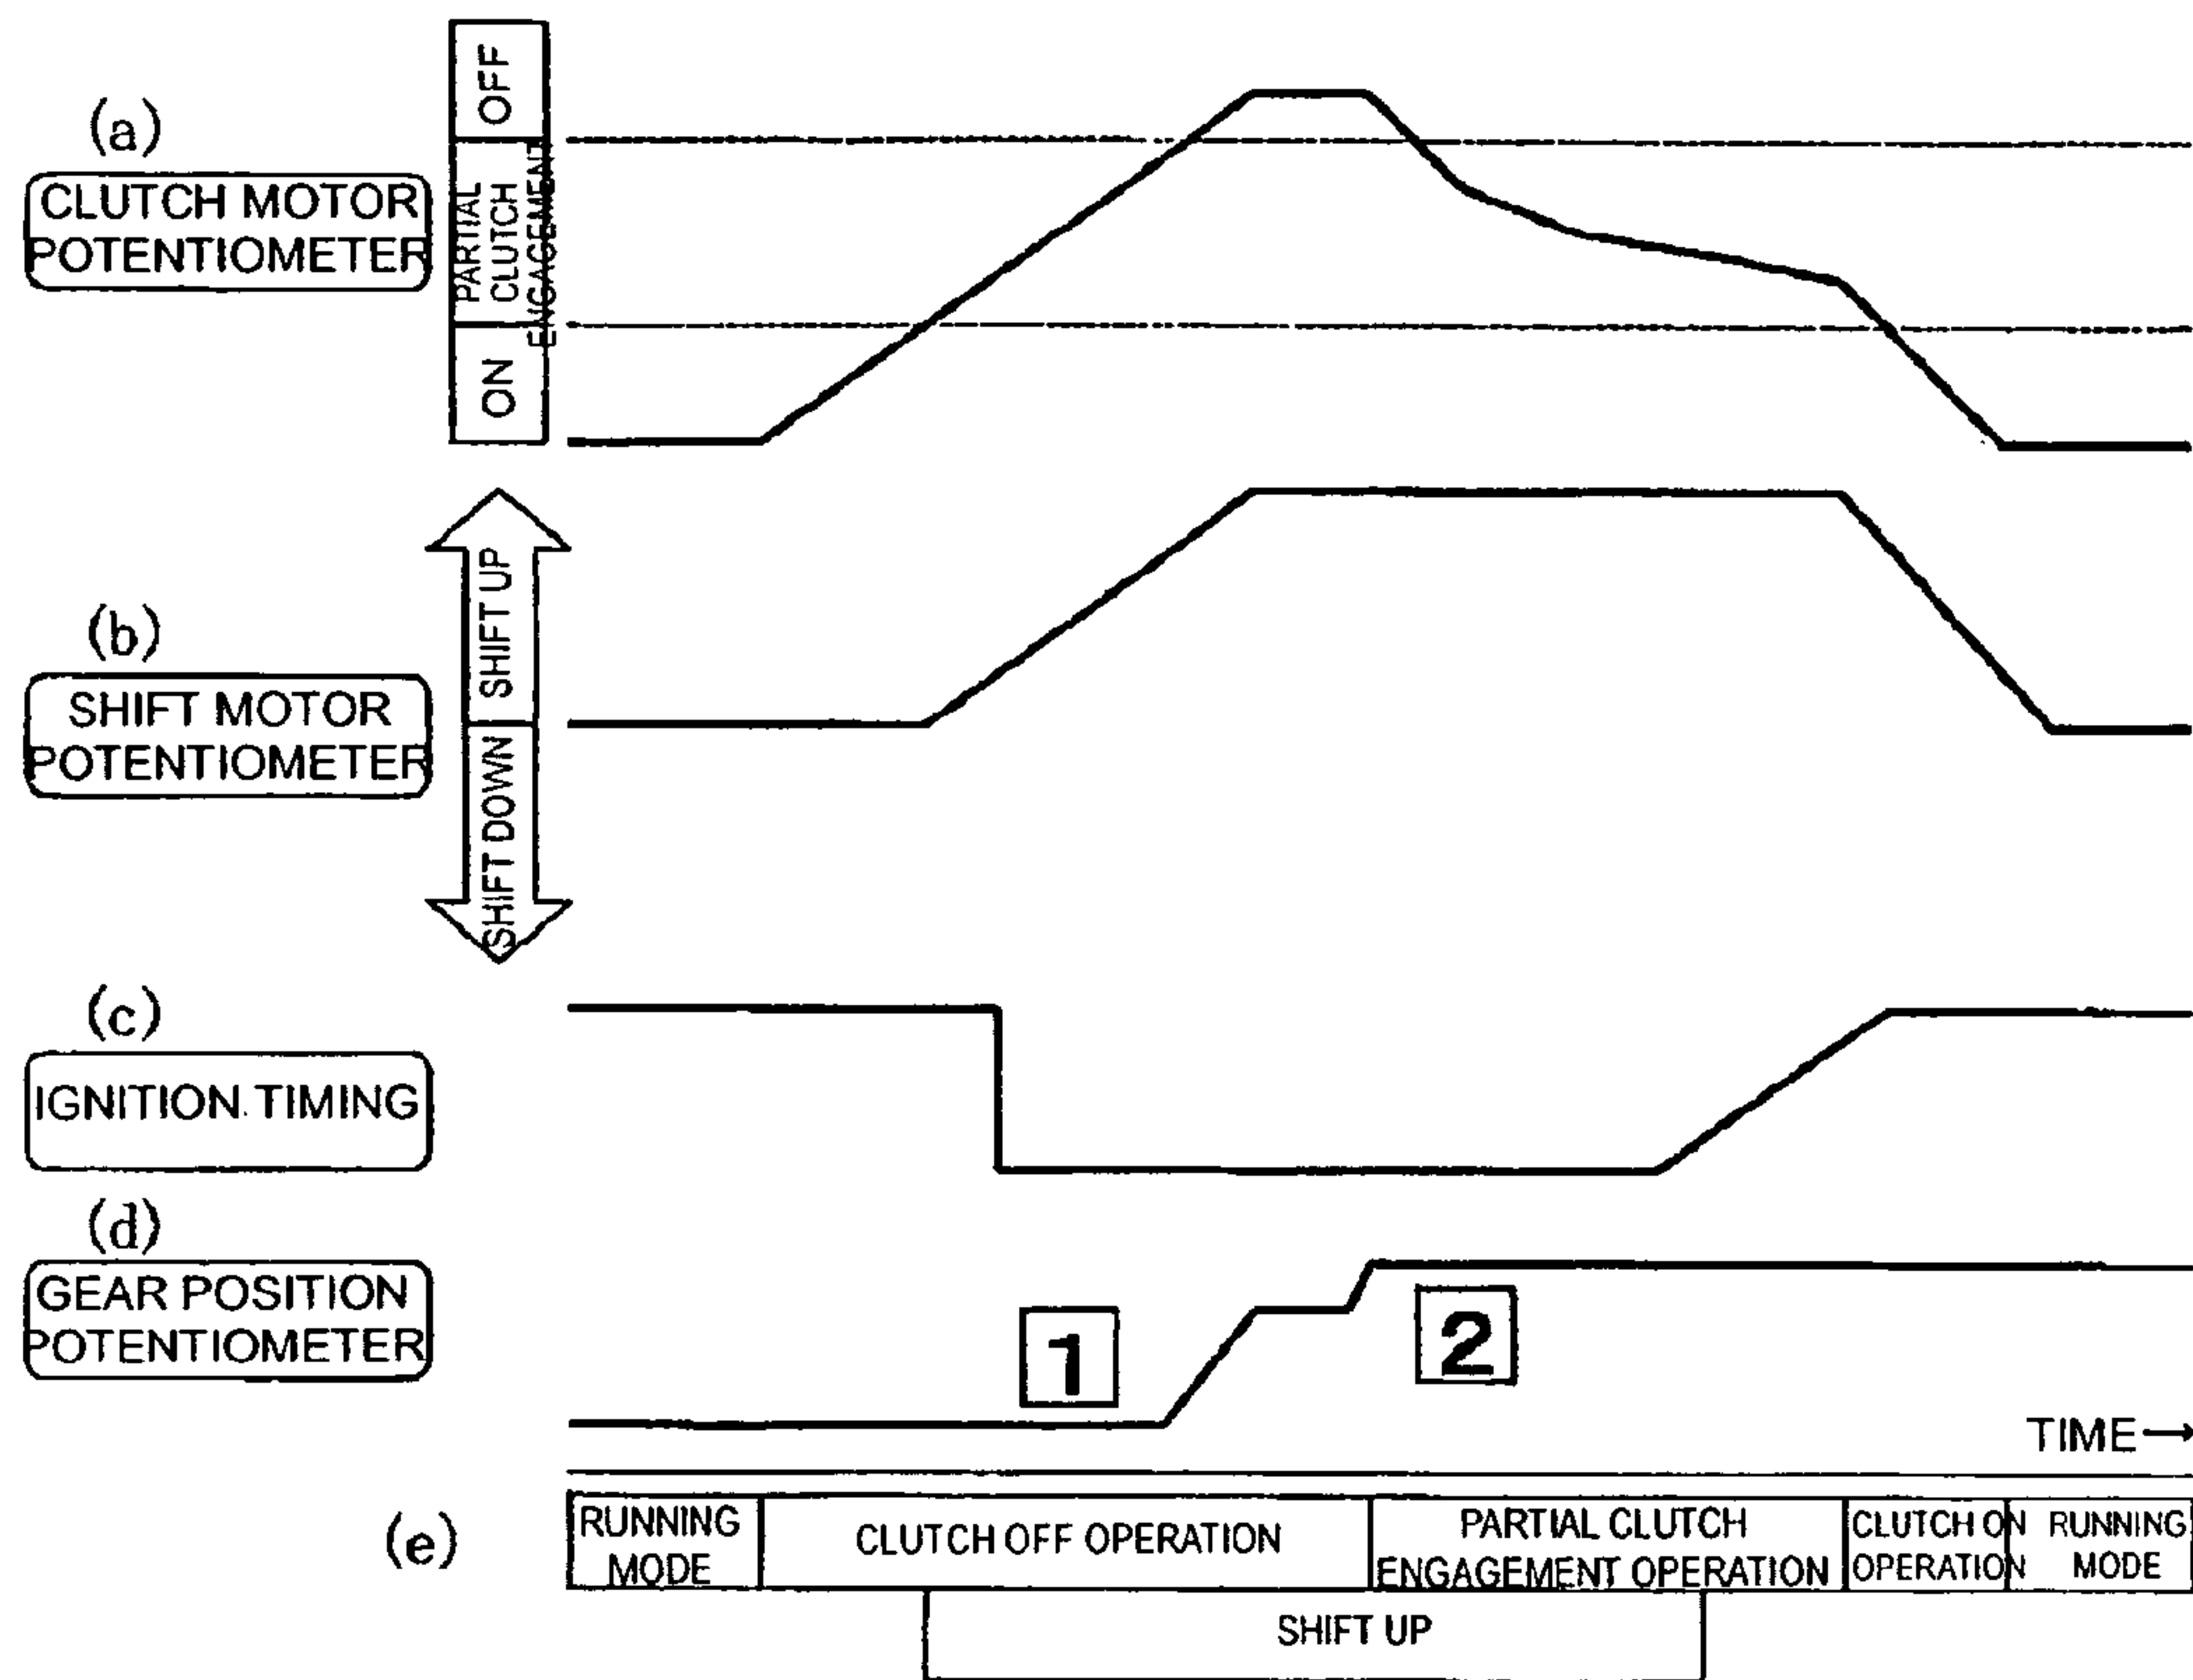 (a)
CLUTCH MOTOR
POTENTIOMETER
OFF
PARTIAL
CLUTCH
ENGAGEMENT
ON
(b)
SHIFT MOTOR
POTENTIOMETER
SHIFT UP
SHIFT DOWN
(c)
IGNITION TIMING
(d)
GEAR POSITION
POTENTIOMETER
1
2
TIME→
(e)
RUNNING
MODE
CLUTCH OFF OPERATION
PARTIAL CLUTCH
ENGAGEMENT OPERATION
CLUTCH ON
OPERATION
RUNNING
MODE
SHIFT UP